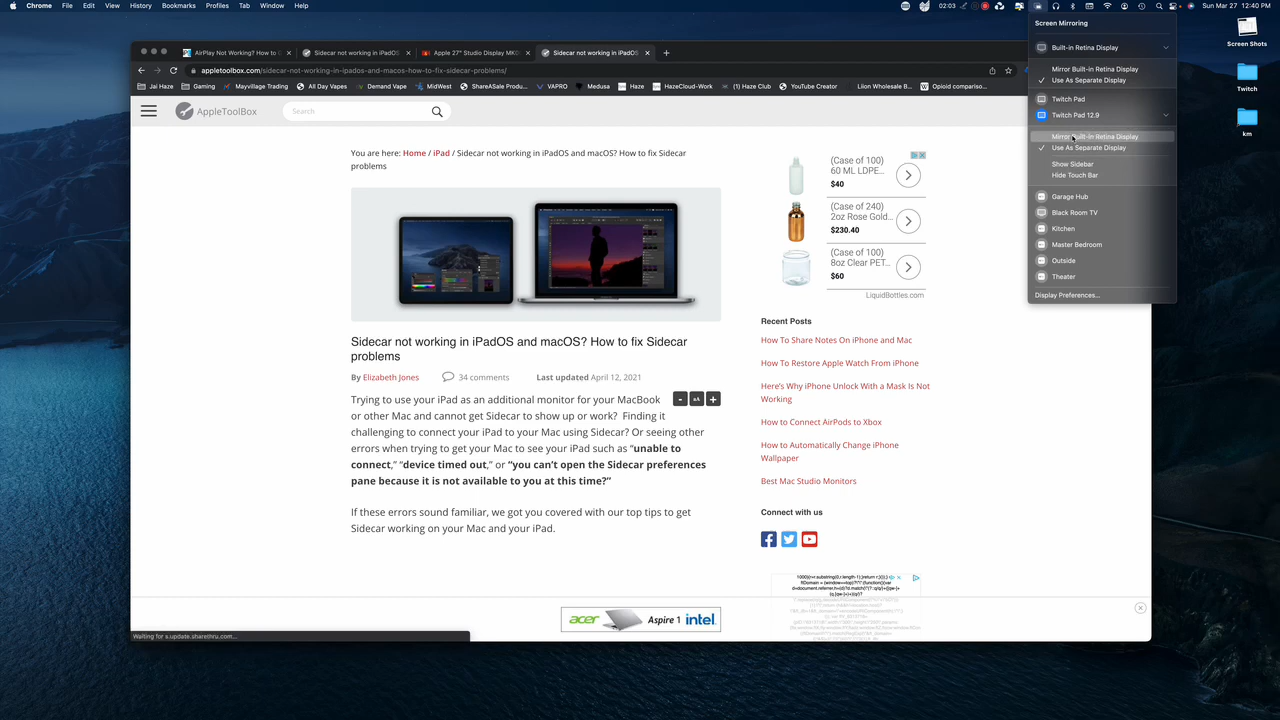 Chrome File Edit View History Bookmarks Profiles Tab Window Help
02:03
Sun Mar 27 12:40 PM
AirPlay Not Working? How to
Sidecar not working in iPadOS
Apple 27" Studio Display MK0
Sidecar not working in iPadOS
appletoolbox.com/sidecar-not-working-in-ipados-and-macos-how-to-fix-sidecar-problems/
Jai Haze Gaming Mayvillage Trading Cloud MidWest ShareASale Produc... VAPRO Medusa Haze HazeCloud-Work (1) Haze Club YouTube Creator Liion Wholesale B... Opioid compariso...
AppleToolBox
Search
You are here: Home / iPad / Sidecar not working in iPadOS and macOS? How to fix Sidecar
problems
Sidecar not working in iPadOS and macOS? How to fix Sidecar
problems
By Elizabeth Jones 34 comments Last updated April 12, 2021
- aA +
Trying to use your iPad as an additional monitor for your MacBook
or other Mac and cannot get Sidecar to show up or work? Finding it
challenging to connect your iPad to your Mac using Sidecar? Or seeing other
errors when trying to get your Mac to see your iPad such as "unable to
connect," "device timed out," or "you can't open the Sidecar preferences
pane because it is not available to you at this time?"
If these errors sound familiar, we got you covered with our top tips to get
Sidecar working on your Mac and your iPad.
(Case of 100)
60 ML LDPE...
$40
(Case of 240)
2oz Rose Gold...
$230.40
(Case of 100)
8oz Clear PET...
$60
LiquidBottles.com
Recent Posts
How To Share Notes On iPhone and Mac
How To Restore Apple Watch From iPhone
Here's Why iPhone Unlock With a Mask Is Not
Working
How to Connect AirPods to Xbox
How to Automatically Change iPhone
Wallpaper
Best Mac Studio Monitors
Connect with us
acer Aspire 1 intel
Waiting for s.update.sharethru.com...
Screen Mirroring
Built-in Retina Display
Mirror Built-in Retina Display
Use As Separate Display
Twitch Pad
Twitch Pad 12.9
Mirror Built-in Retina Display
Use As Separate Display
Show Sidebar
Hide Touch Bar
Garage Hub
Black Room TV
Kitchen
Master Bedroom
Outside
Theater
Display Preferences...
Screen Shots
Twitch
km